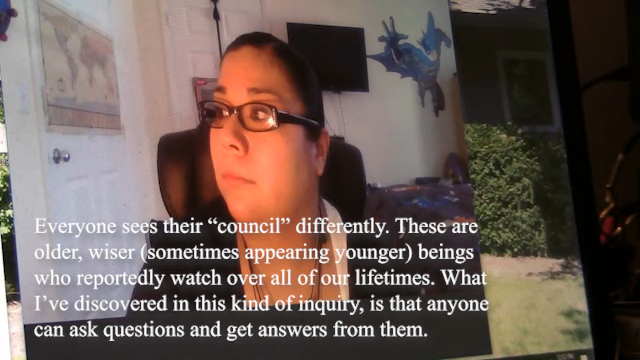 Everyone sees their “council” differently. These are
older, wiser (sometimes appearing younger) beings
who reportedly watch over all of our lifetimes. What
I’ve discovered in this kind of inquiry, is that anyone
can ask questions and get answers from them.